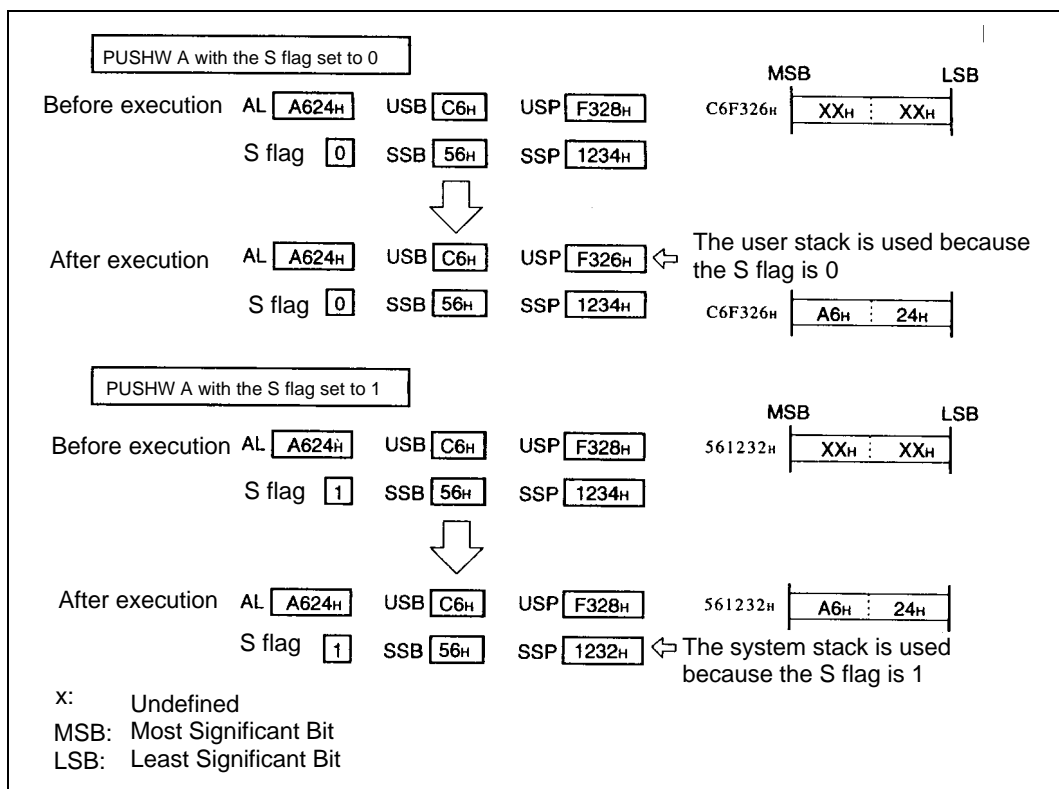 PUSHW A with the S flag set to 0
MSB LSB
Before execution AL A624H USB C6H USP F328H C6F326H XXH XXH
S flag 0 SSB 56H SSP 1234H
After execution AL A624H USB C6H USP F326H The user stack is used because
the S flag is 0
S flag 0 SSB 56H SSP 1234H C6F326H A6H 24H
PUSHW A with the S flag set to 1
MSB LSB
Before execution AL A624H USB C6H USP F328H 561232H XXH XXH
S flag 1 SSB 56H SSP 1234H
After execution AL A624H USB C6H USP F328H 561232H A6H 24H
S flag 1 SSB 56H SSP 1232H The system stack is used
because the S flag is 1
x: Undefined
MSB: Most Significant Bit
LSB: Least Significant Bit